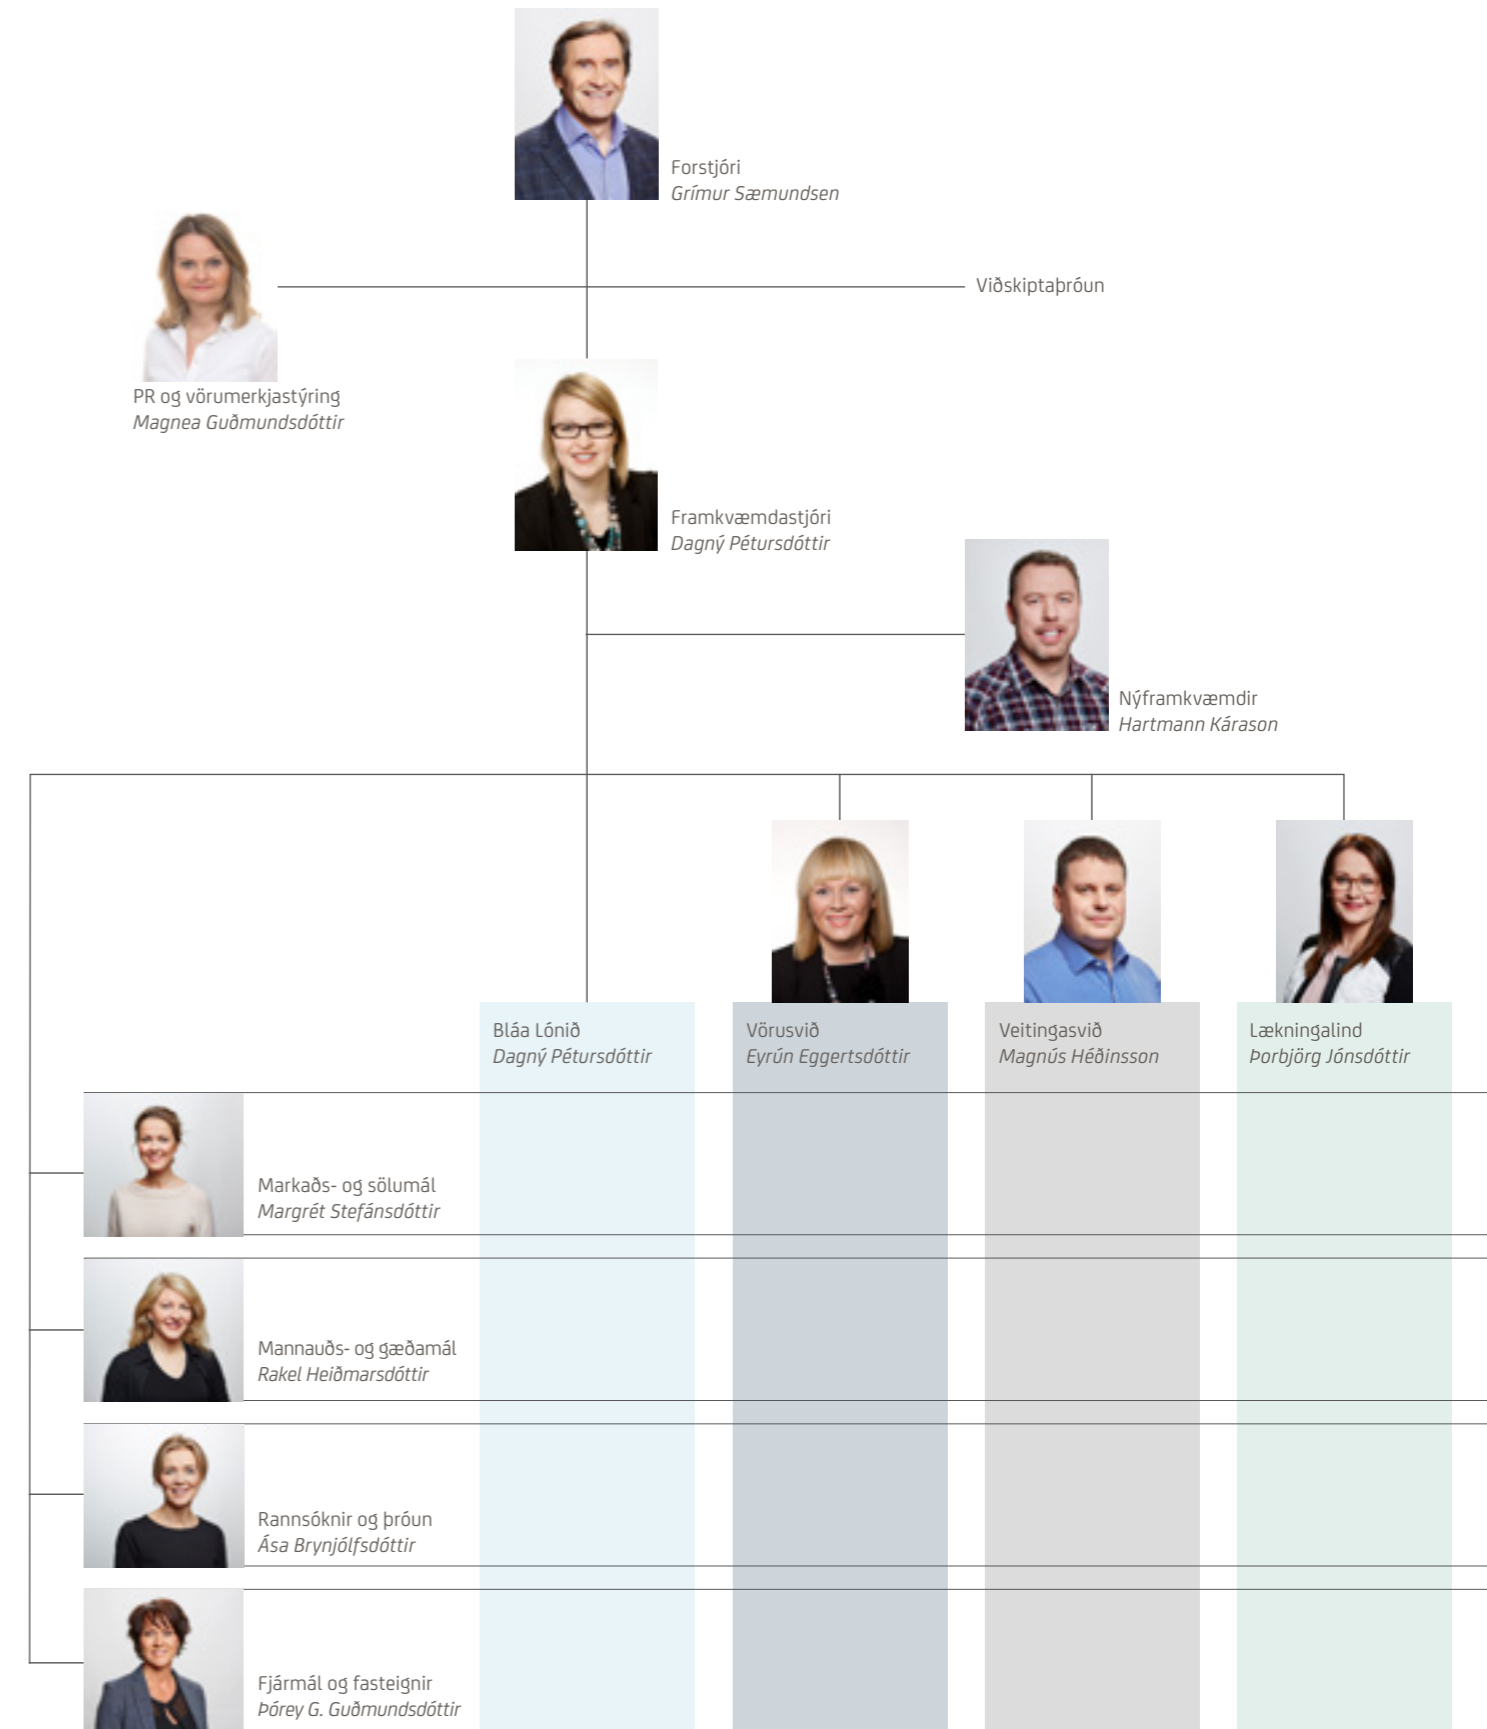 Forstjóri
Grímur Sæmundsen
Viðskiptaþróun
PR og vörumerkjastýring
Magnea Guðmundsdóttir
Framkvæmdastjóri
Dagný Pétursdóttir
Nýframkvæmdir
Hartmann Kárason
Bláa Lónið
Dagný Pétursdóttir
Vörusvið
Eyrún Eggertsdóttir
Veitingasvið
Magnús Héðinsson
Lækningalind
Þorbjörg Jónsdóttir
Markaðs- og sölumál
Margrét Stefánsdóttir
Mannauðs- og gæðamál
Rakel Heiðmarsdóttir
Rannsóknir og þróun
Ása Brynjólfsdóttir
Fjármál og fasteignir
Þórey G. Guðmundsdóttir